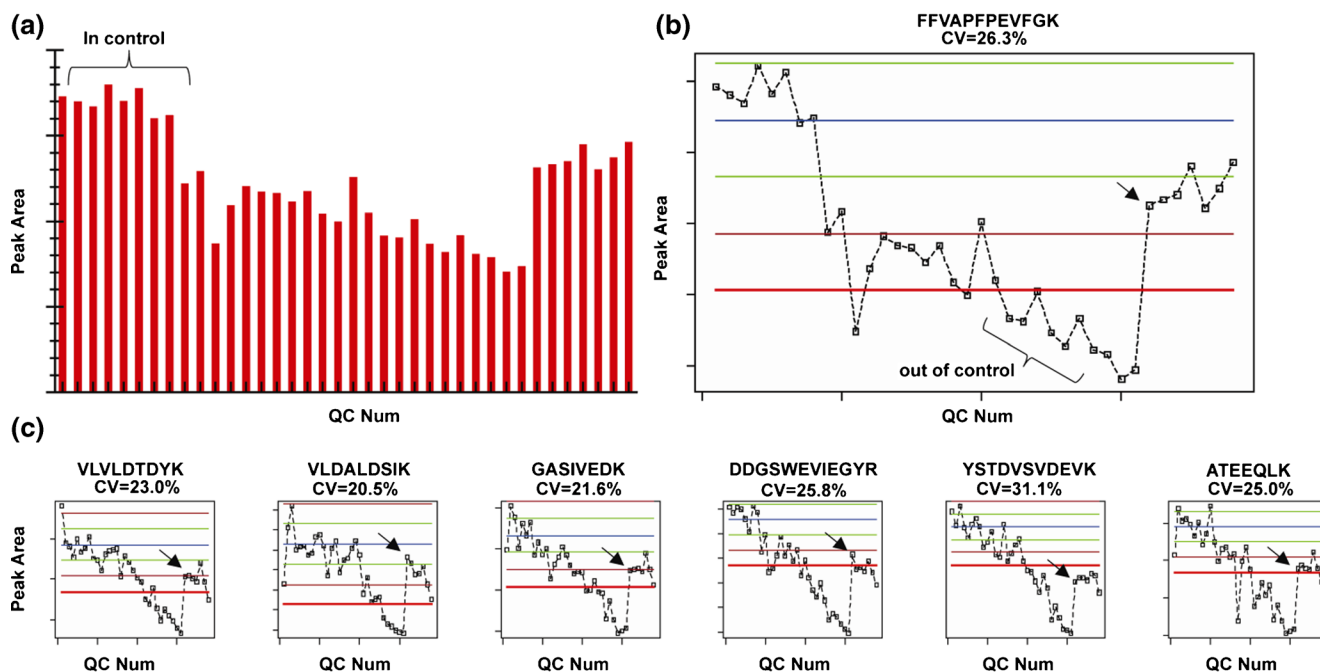 (a)
In control
Peak Area
QC Num
(b)
FFVAPFPEVFGK
CV=26.3%
Peak Area
out of control
QC Num
(c)
VLVLDTDYK
CV=23.0%
Peak Area
QC Num
VLDALDSIK
CV=20.5%
QC Num
GASIVEDK
CV=21.6%
QC Num
DDGSWEVIEGYR
CV=25.8%
QC Num
YSTDVSVDEVK
CV=31.1%
QC Num
ATEEQLK
CV=25.0%
QC Num